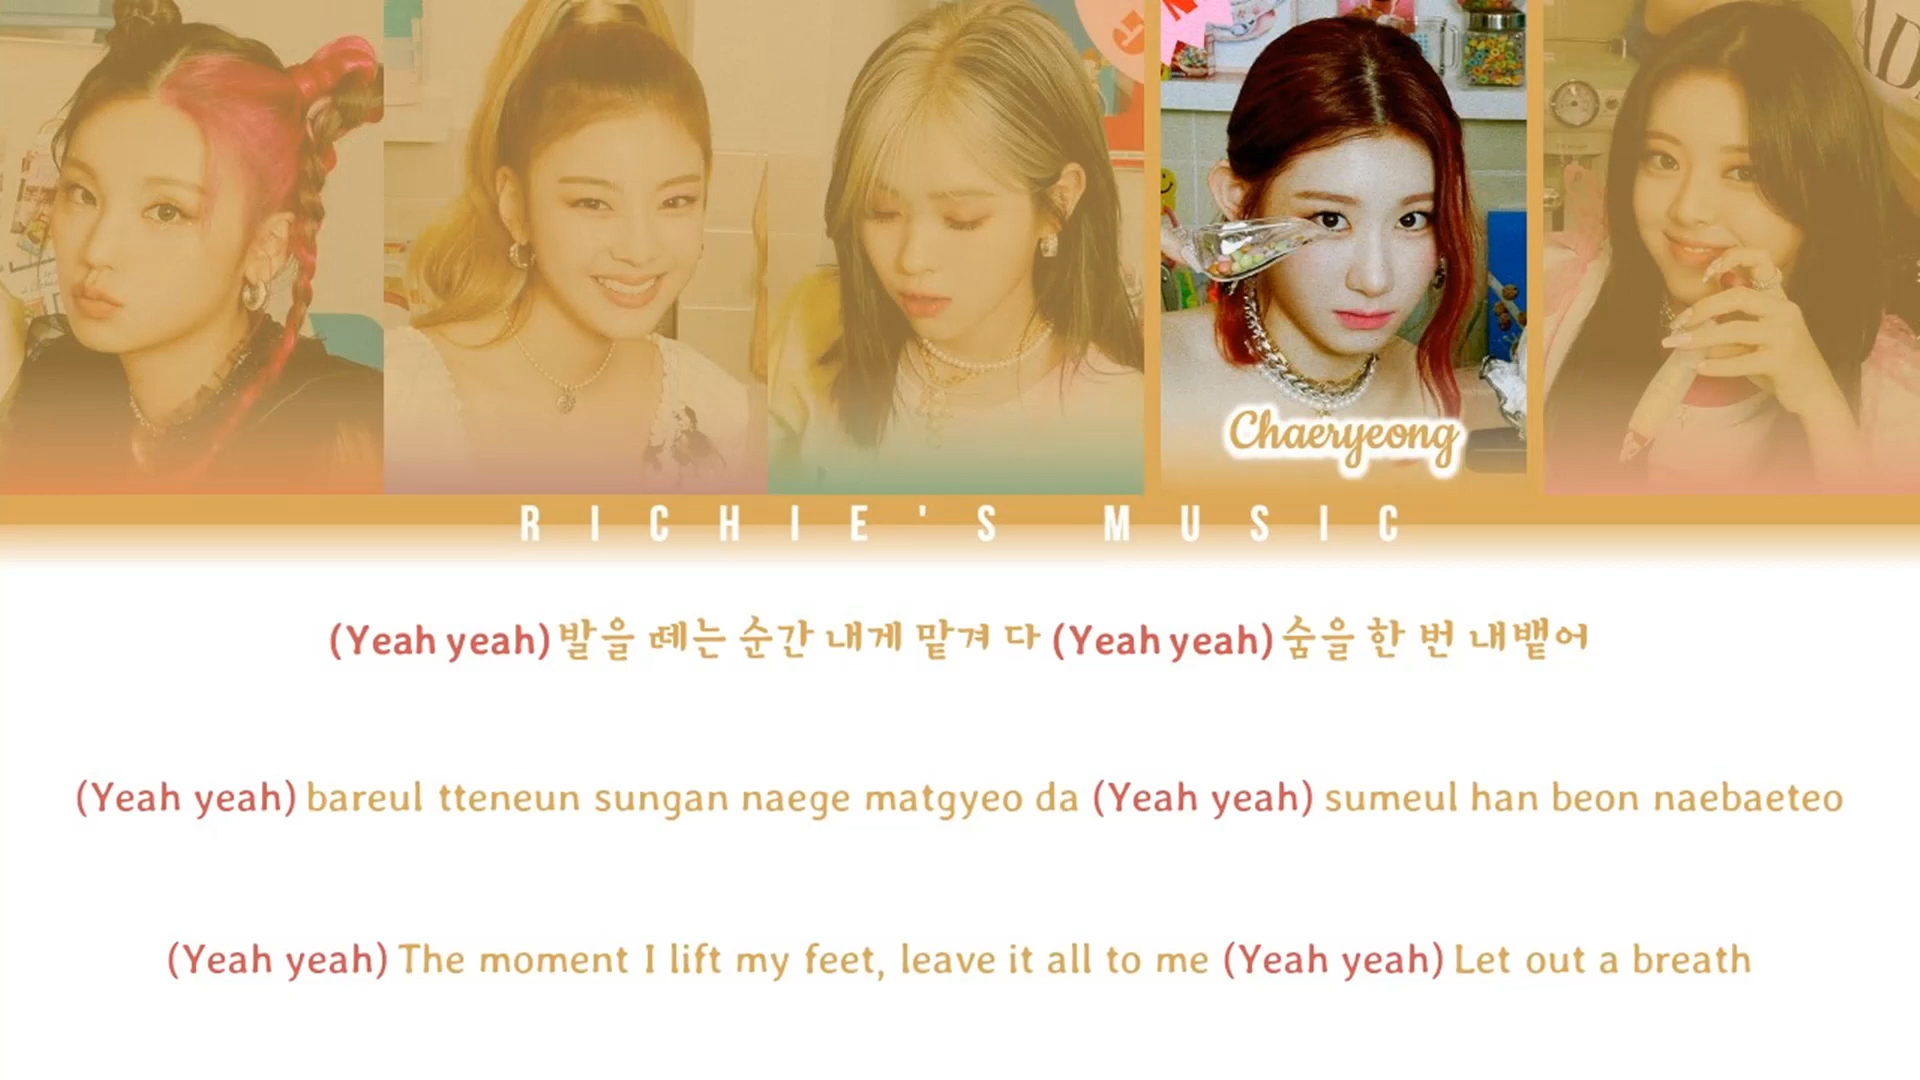 Chaeryeong
RICHIE'S MUSIC
(Yeah yeah) 발을 떼는 순간 내게 맡겨 다 (Yeah yeah) 숨을 한 번 내뱉어
(Yeah yeah) bareul tteneun sungan naege matgyeo da (Yeah yeah) sumeul han beon naebaeteo
(Yeah yeah) The moment I lift my feet, leave it all to me (Yeah yeah) Let out a breath